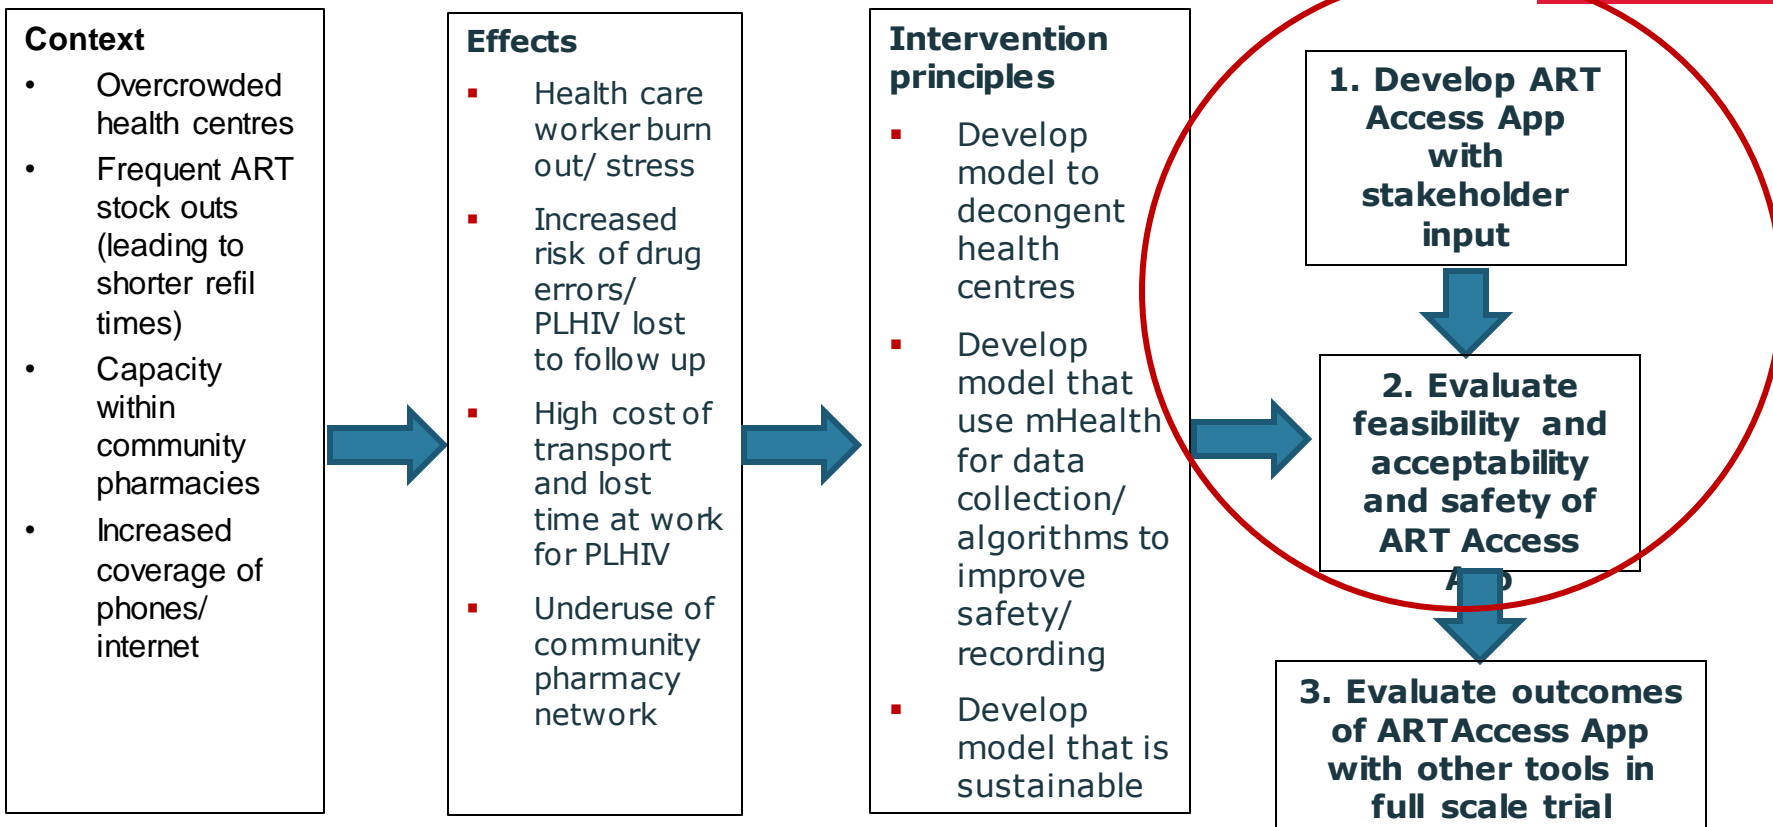 Context
• Overcrowded
health centres
• Frequent ART
stock outs
(leading to
shorter refil
times)
• Capacity
within
community
pharmacies
• Increased
coverage of
phones/
internet
Effects
▪ Health care
worker burn
out/ stress
▪ Increased
risk of drug
errors/
PLHIV lost
to follow up
▪ High cost of
transport
and lost
time at work
for PLHIV
▪ Underuse of
community
pharmacy
network
Intervention
principles
▪ Develop
model to
decongent
health
centres
▪ Develop
model that
use mHealth
for data
collection/
algorithms to
improve
safety/
recording
▪ Develop
model that is
sustainable
1. Develop ART
Access App
with
stakeholder
input
2. Evaluate
feasibility and
acceptability
and safety of
ART Access
App
3. Evaluate outcomes
of ARTAccess App
with other tools in
full scale trial